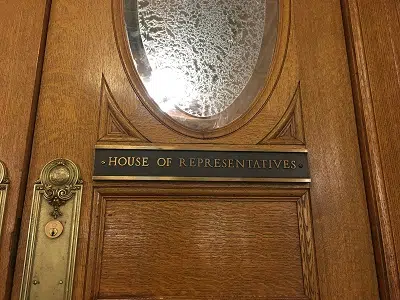 HOUSE OF REPRESENTATIVES